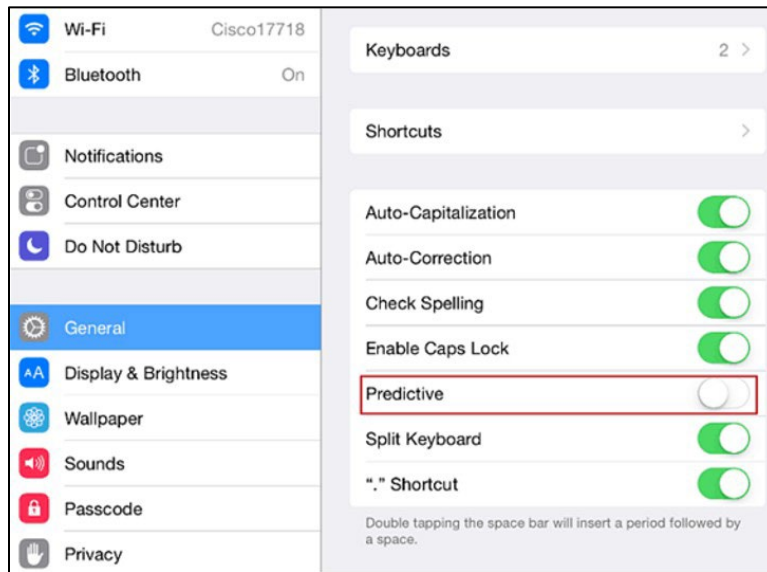 Wi-Fi Cisco17718
Bluetooth On
Notifications
Control Center
Do Not Disturb
General
AA Display & Brightness
Wallpaper
Sounds
Passcode
Privacy
Keyboards 2 >
Shortcuts >
Auto-Capitalization
Auto-Correction
Check Spelling
Enable Caps Lock
Predictive
Split Keyboard
“.” Shortcut
Double tapping the space bar will insert a period followed by
a space.